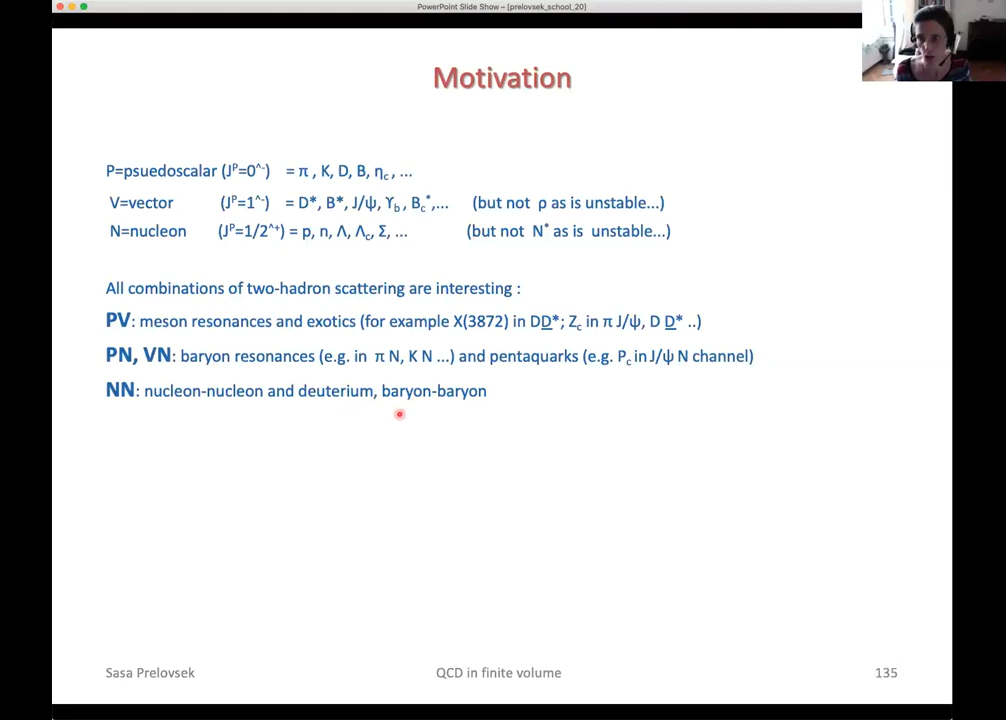 PowerPoint Slide Show - [prelovsek_school_20]
Motivation
P=psuedoscalar (J^P=0^-) = π , K, D, B, η_c , ...
V=vector (J^P=1^-) = D*, B*, J/ψ, ϒ_b , B_c^*,... (but not ρ as is unstable...)
N=nucleon (J^P=1/2^+) = p, n, Λ, Λ_c, Σ, ... (but not N^* as is unstable...)
All combinations of two-hadron scattering are interesting :
PV: meson resonances and exotics (for example X(3872) in DD*; Z_c in π J/ψ, D D* ..)
PN, VN: baryon resonances (e.g. in π N, K N ...) and pentaquarks (e.g. P_c in J/ψ N channel)
NN: nucleon-nucleon and deuterium, baryon-baryon
Sasa Prelovsek QCD in finite volume 135